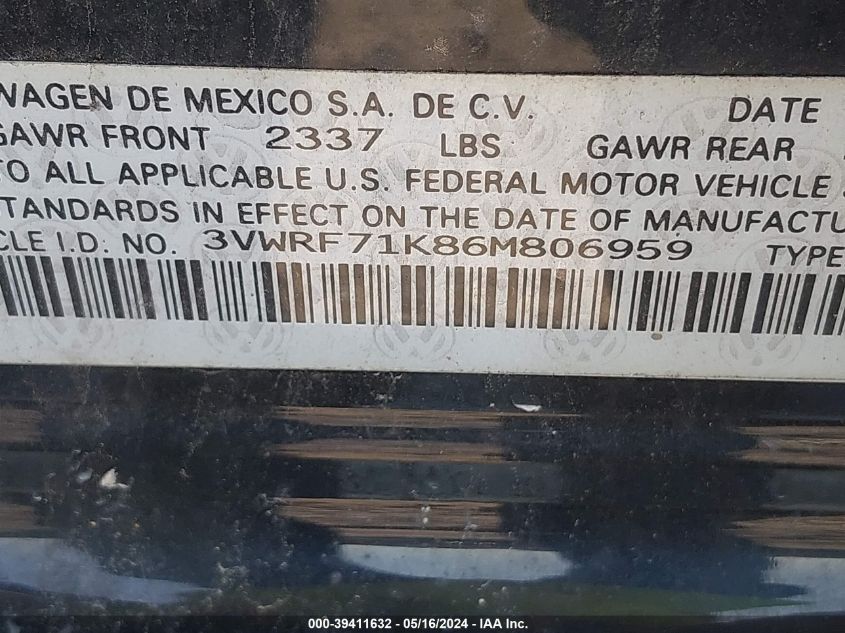 WAGEN DE MEXICO S.A. DE C.V. DATE
GAWR FRONT 2337 LBS GAWR REAR
TO ALL APPLICABLE U.S. FEDERAL MOTOR VEHICLE
STANDARDS IN EFFECT ON THE DATE OF MANUFACTU
CLE I.D. NO. 3VWRF71K86M806959 TYPE
000-39411632 - 05/16/2024 - IAA Inc.